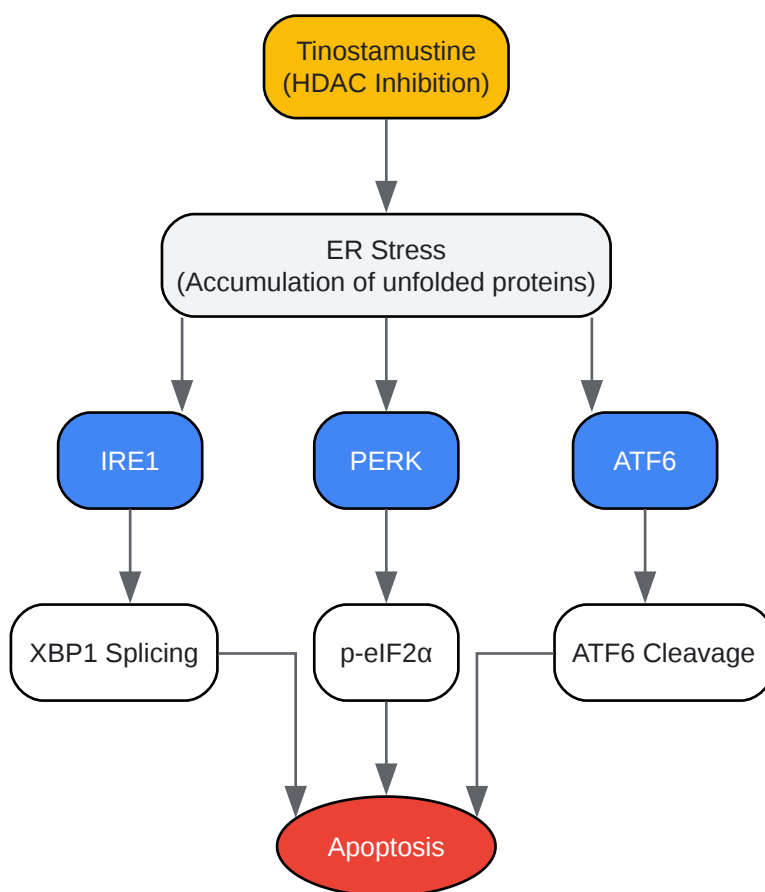 Tinostamustine
(HDAC Inhibition)
ER Stress
(Accumulation of unfolded proteins)
IRE1
PERK
ATF6
XBP1 Splicing
p-eIF2α
ATF6 Cleavage
Apoptosis